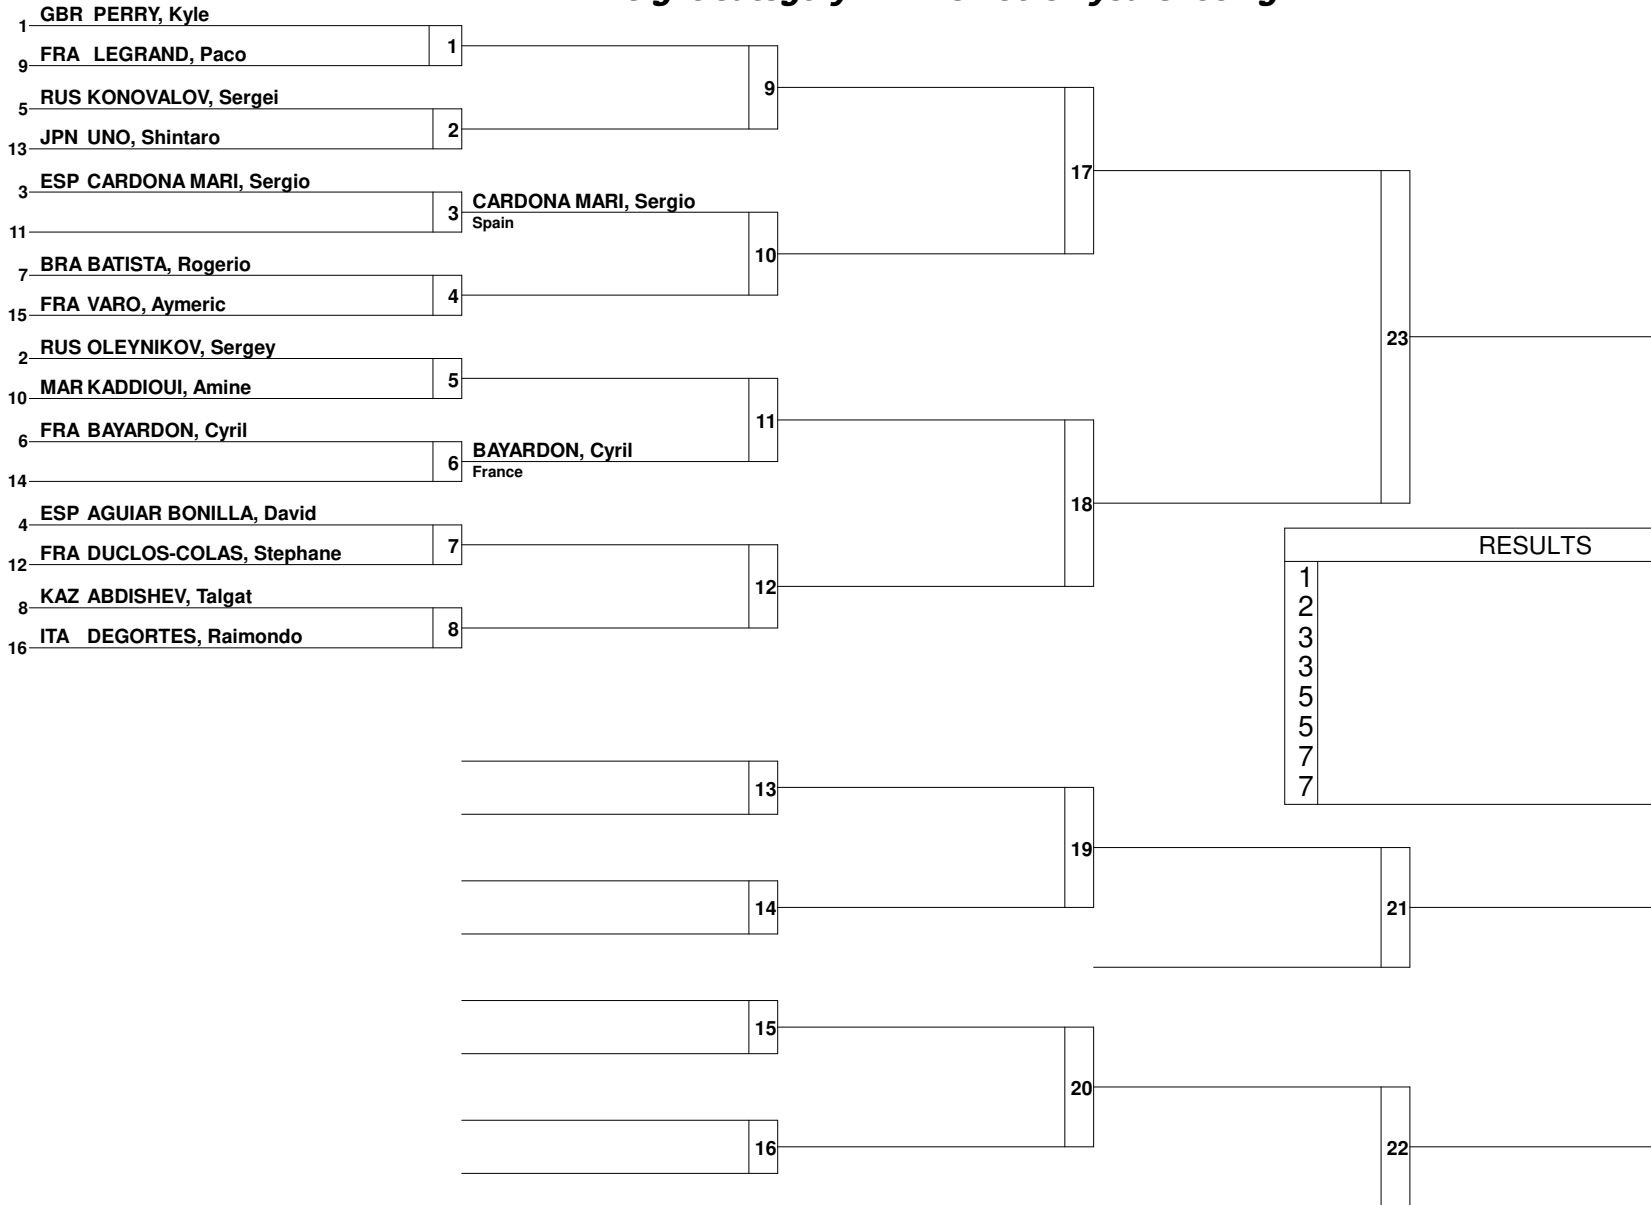 1 GBR PERRY, Kyle
1
9 FRA LEGRAND, Paco
9
5 RUS KONOVALOV, Sergei
2
13 JPN UNO, Shintaro
17
3 ESP CARDONA MARI, Sergio
3 CARDONA MARI, Sergio
Spain
11
10
7 BRA BATISTA, Rogerio
4
15 FRA VARO, Aymeric
23
2 RUS OLEYNIKOV, Sergey
5
10 MAR KADDIOUI, Amine
11
6 FRA BAYARDON, Cyril
6 BAYARDON, Cyril
France
14
18
4 ESP AGUIAR BONILLA, David
7
12 FRA DUCLOS-COLAS, Stephane
12
8 KAZ ABDISHEV, Talgat
8
16 ITA DEGORTES, Raimondo
RESULTS
1
2
3
3
5
5
7
7
13
19
14
21
15
20
16
22